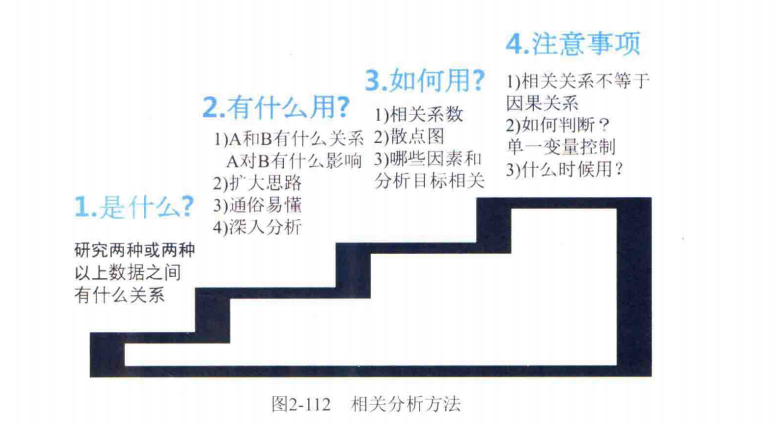 1.是什么?
研究两种或两种
以上数据之间
有什么关系
2.有什么用?
1)A和B有什么关系
A对B有什么影响
2)扩大思路
3)通俗易懂
4)深入分析
3.如何用?
1)相关系数
2)散点图
3)哪些因素和
分析目标相关
4.注意事项
1)相关关系不等于
因果关系
2)如何判断？
单一变量控制
3)什么时候用？
图2-112 相关分析方法